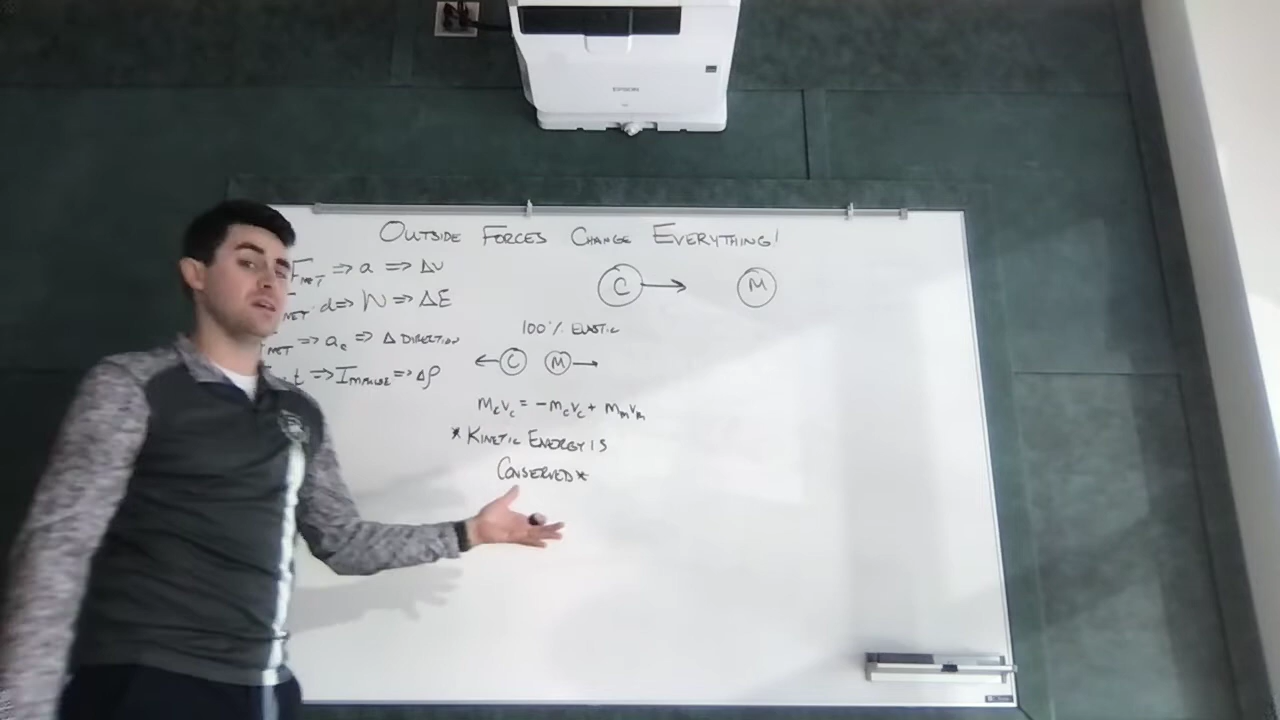 EPSON
OUTSIDE FORCES CHANGE EVERYTHING!
F_NET => a => Δv
NET · d => W => ΔE
NET => a_c => Δ DIRECTION
t => IMPULSE => Δρ
C → M
100% ELASTIC
← C M →
m_c v_c = -m_c v_c + m_m v_m
* KINETIC ENERGY IS
CONSERVED *